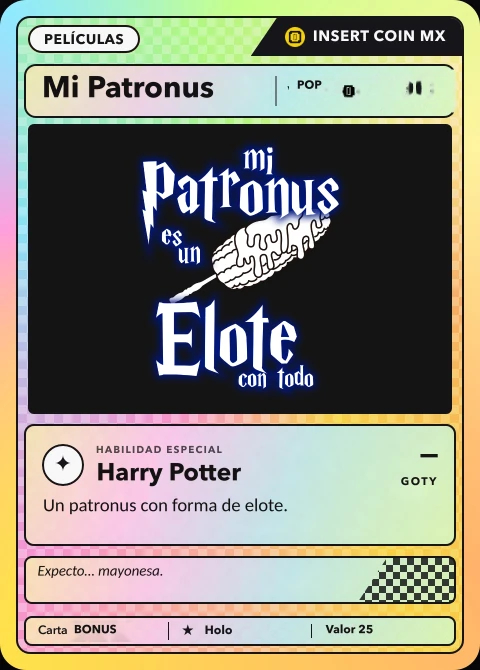 PELÍCULAS
INSERT COIN MX
Mi Patronus
POP
mi
Patronus
es
un
Elote
con todo
HABILIDAD ESPECIAL
Harry Potter
GOTY
Un patronus con forma de elote.
Expecto... mayonesa.
Carta BONUS
★ Holo
Valor 25